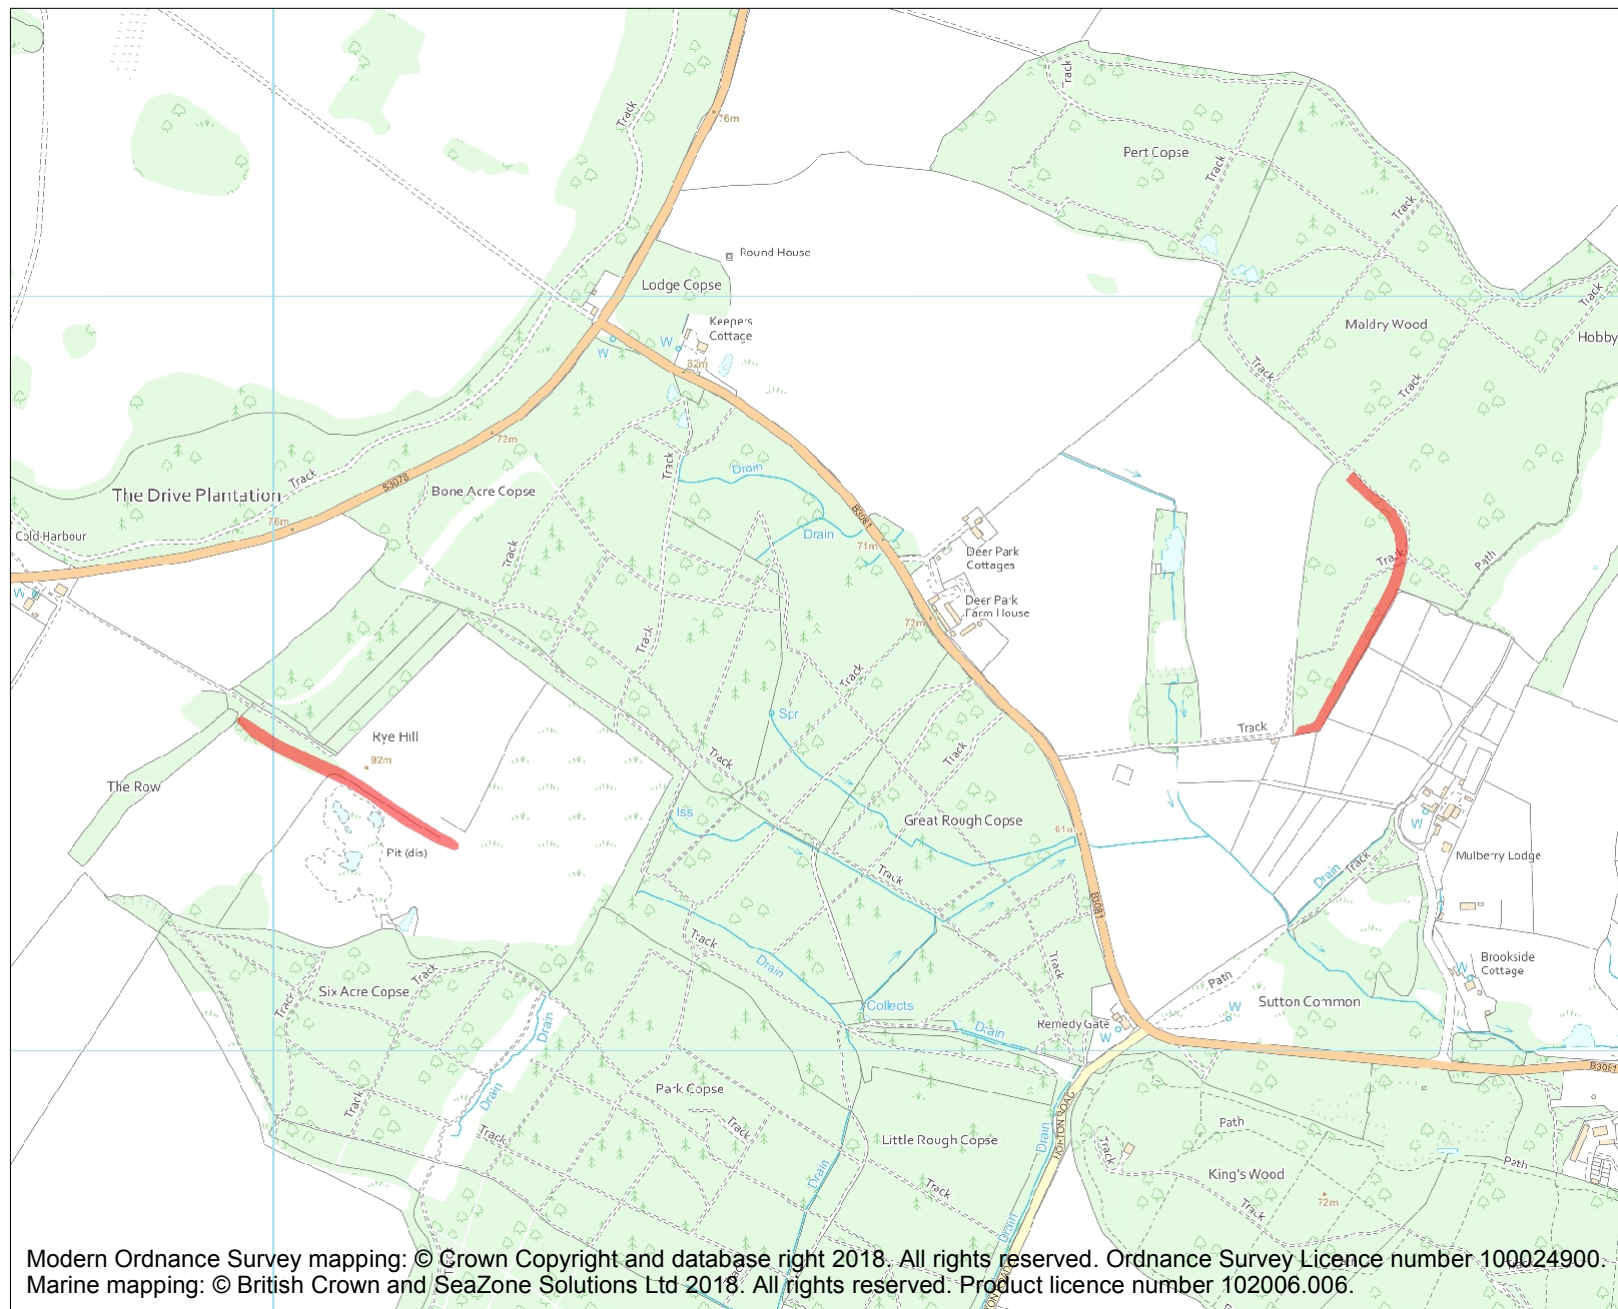 Track
76m
Pert Copse
Track
Track
Track
Round House
Lodge Copse
Track
Keepers
Cottage
Maldry Wood
Hobby
W
W
82m
Track
Track
72m
Track
Drain
Track
B3078
Bone Acre Copse
The Drive Plantation
76m
B3081
Drain
Cold Harbour
71m
Deer Park
Cottages
Track
Path
Track
W
Deer Park
Farm House
72m
Track
Track
Spr
Track
Rye Hill
92m
Track
Track
The Row
Iss
Great Rough Copse
61m
W
Pit (dis)
Mulberry Lodge
Track
Drain
Track
B3081
Track
Drain
Track
Path
Brookside
Cottage
W
Six Acre Copse
Track
Track
Collects
Sutton Common
W
Drain
Remedy Gate
Drain
W
B3081
Park Copse
Drain
Track
Track
Track
HORTON ROAD
Drain
Path
Track
Little Rough Copse
King's Wood
Path
Drain
Track
72m
Track
Drain
Modern Ordnance Survey mapping: © Crown Copyright and database right 2018. All rights reserved. Ordnance Survey Licence number 100024900.
Marine mapping: © British Crown and SeaZone Solutions Ltd 2018. All rights reserved. Product licence number 102006.006.